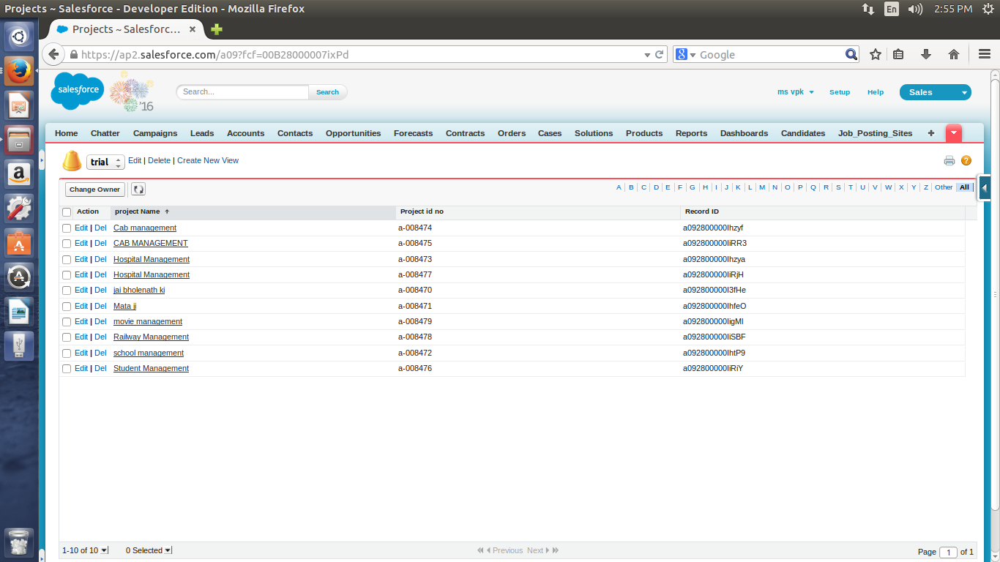 Projects ~ Salesforce - Developer Edition - Mozilla Firefox En 2:55 PM
Projects ~ Salesforc...
https://ap2.salesforce.com/a09?fcf=00B28000007ixPd Google
salesforce '16 Search... Search ms vpk Setup Help Sales
Home Chatter Campaigns Leads Accounts Contacts Opportunities Forecasts Contracts Orders Cases Solutions Products Reports Dashboards Candidates Job_Posting_Sites +
trial Edit | Delete | Create New View
Change Owner A B C D E F G H I J K L M N O P Q R S T U V W X Y Z Other All
Action project Name Project id no Record ID
Edit | Del Cab management a-008474 a092800000Ihzyf
Edit | Del CAB MANAGEMENT a-008475 a092800000IiRR3
Edit | Del Hospital Management a-008473 a092800000Ihzya
Edit | Del Hospital Management a-008477 a092800000IiRjH
Edit | Del jai bholenath ki a-008470 a092800000I3fHe
Edit | Del Mata ji a-008471 a092800000IhfeO
Edit | Del movie management a-008479 a092800000IigMI
Edit | Del Railway Management a-008478 a092800000IiSBF
Edit | Del school management a-008472 a092800000IhtP9
Edit | Del Student Management a-008476 a092800000IiRiY
1-10 of 10 0 Selected Previous Next Page 1 of 1